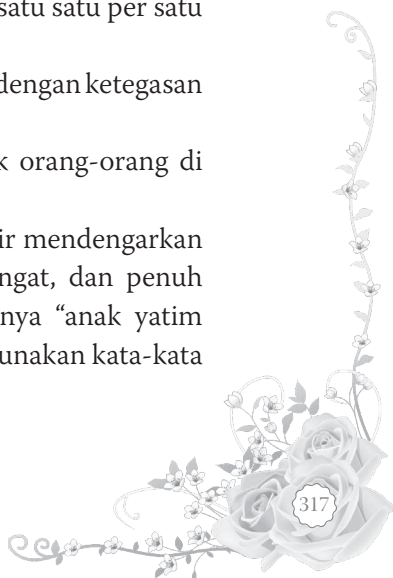 satu satu per satu
dengan ketegasan
k orang-orang di
ir mendengarkan
ngat, dan penuh
nya “anak yatim
unakan kata-kata
317